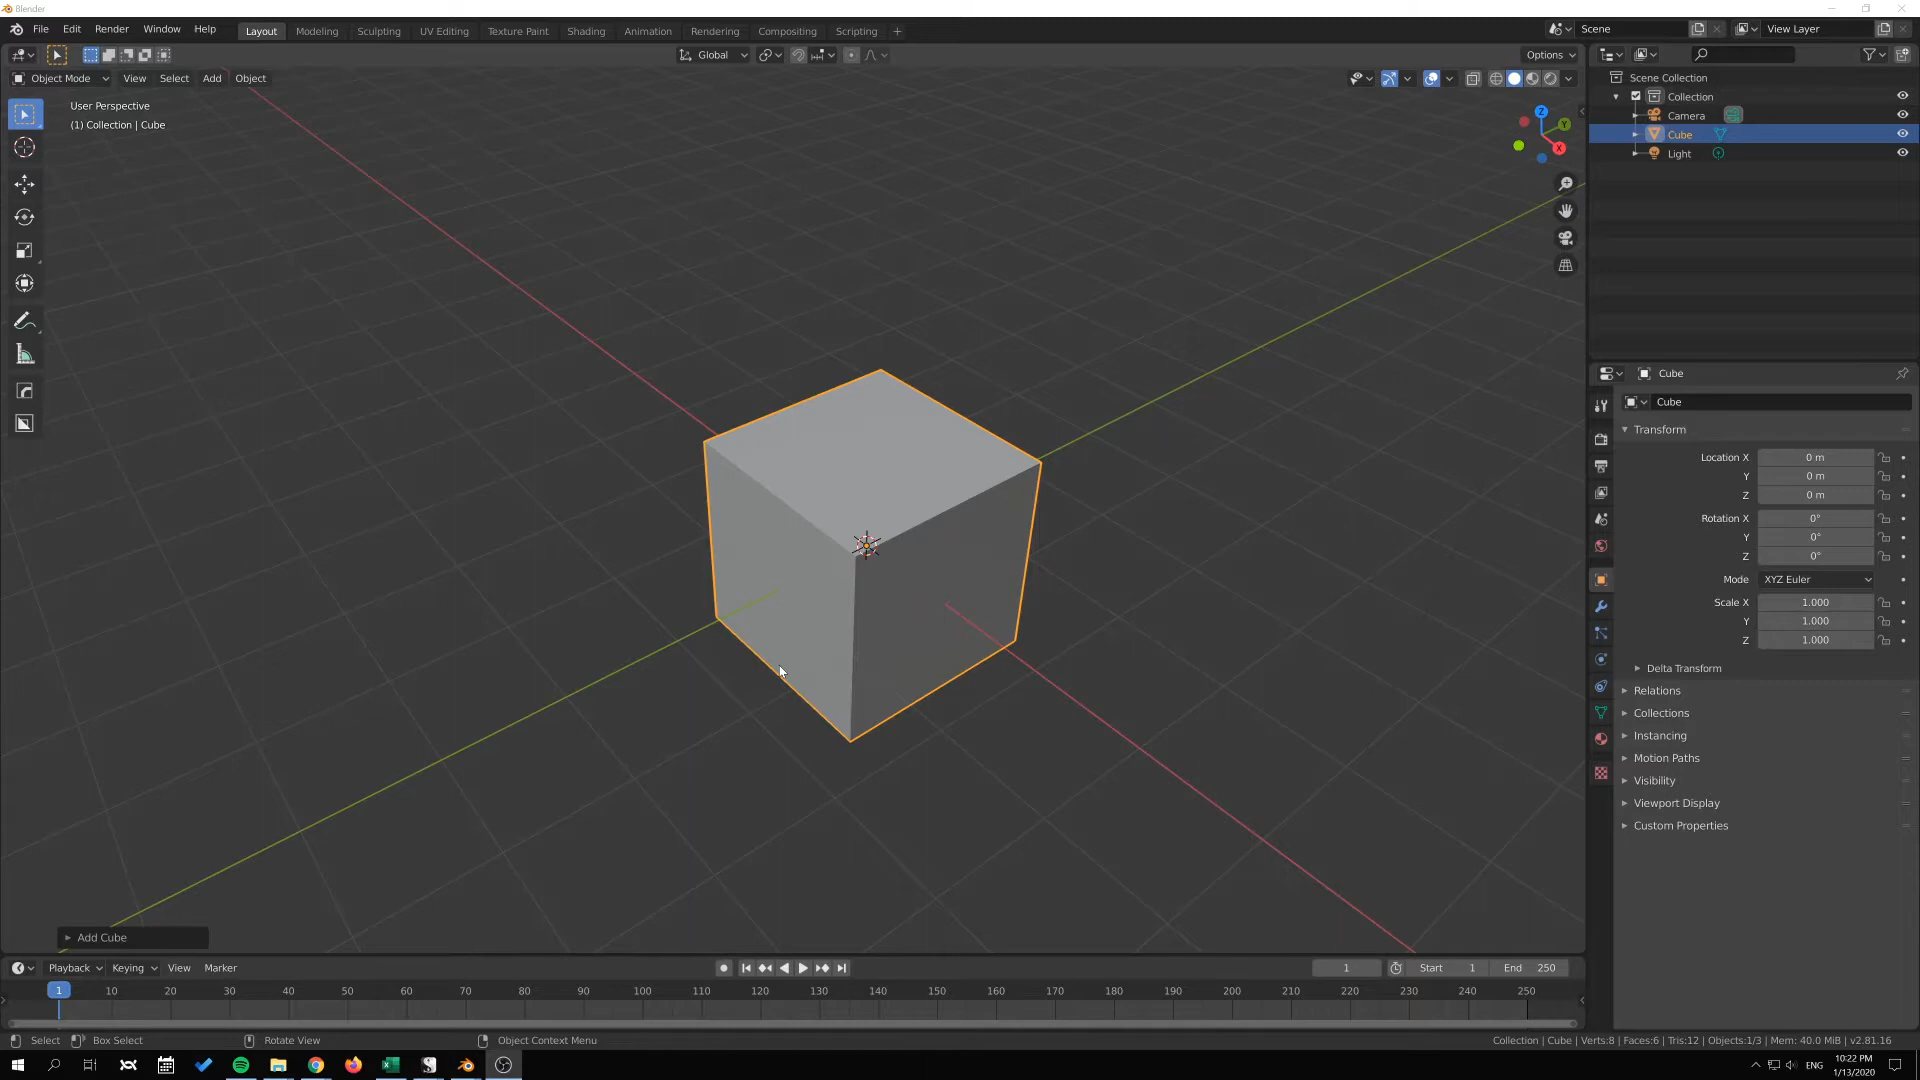 Blender
File Edit Render Window Help
Layout Modeling Sculpting UV Editing Texture Paint Shading Animation Rendering Compositing Scripting +
Scene
View Layer
Global
Options
Object Mode View Select Add Object
User Perspective
(1) Collection | Cube
Z
Y
X
Scene Collection
Collection
Camera
Cube
Light
Cube
Cube
Transform
Location X 0 m
Y 0 m
Z 0 m
Rotation X 0°
Y 0°
Z 0°
Mode XYZ Euler
Scale X 1.000
Y 1.000
Z 1.000
Delta Transform
Relations
Collections
Instancing
Motion Paths
Visibility
Viewport Display
Custom Properties
Add Cube
Playback Keying View Marker
1 Start 1 End 250
1 10 20 30 40 50 60 70 80 90 100 110 120 130 140 150 160 170 180 190 200 210 220 230 240 250
Select Box Select Rotate View Object Context Menu
Collection | Cube | Verts:8 | Faces:6 | Tris:12 | Objects:1/3 | Mem: 40.0 MiB | v2.81.16
ENG
10:22 PM
1/13/2020